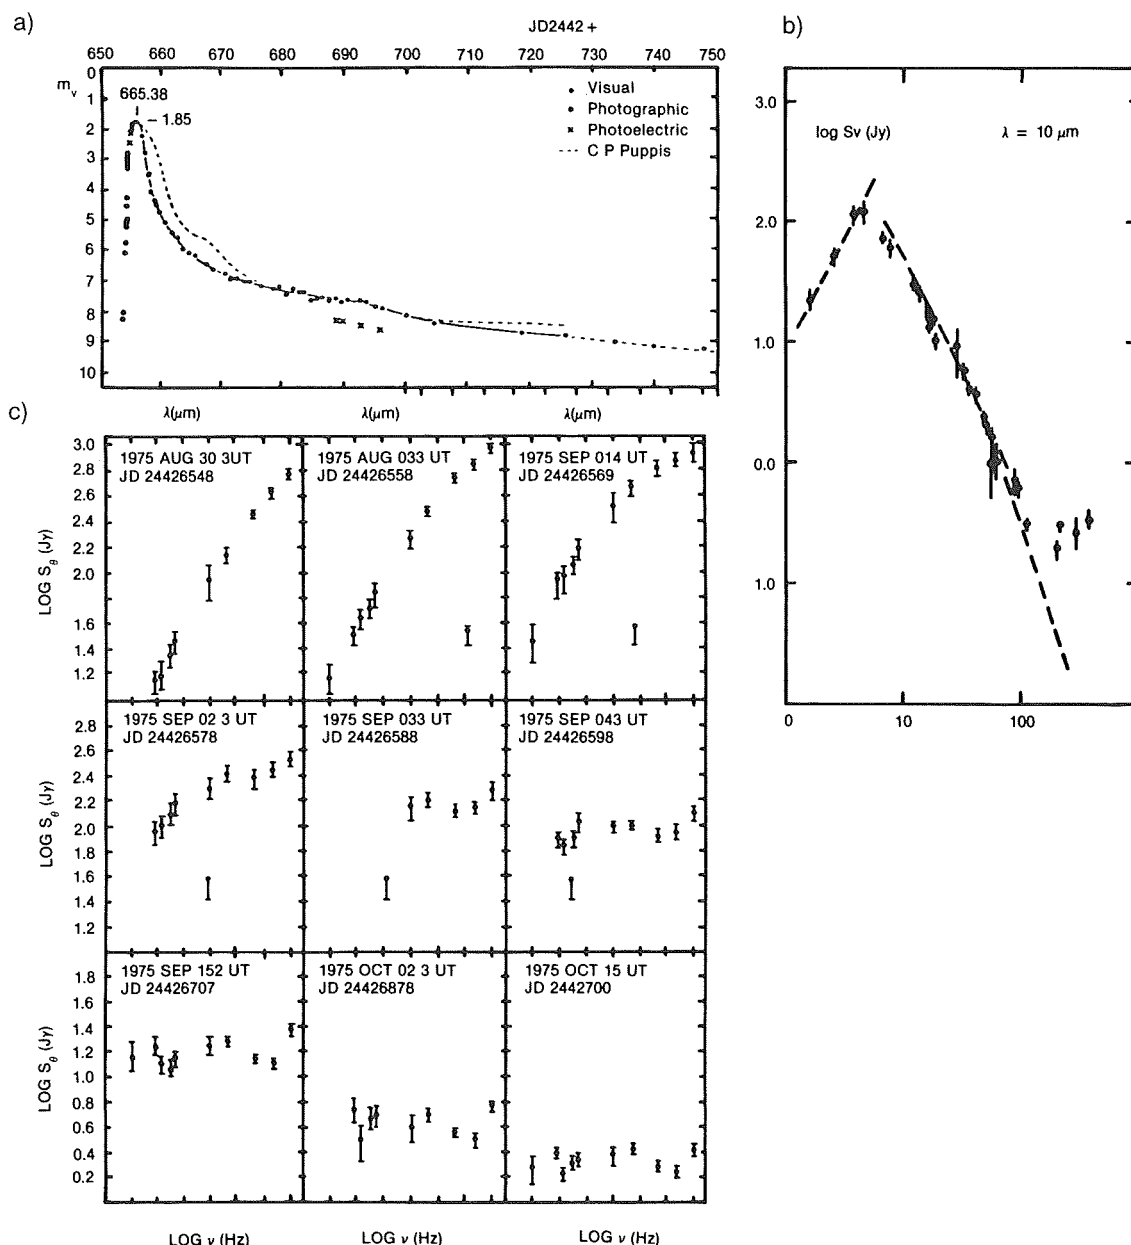 a)
JD2442 +
650 660 670 680 690 700 710 720 730 740 750
m_v
0
1
2
3
4
5
6
7
8
9
10
665.38
1.85
Visual
Photographic
Photoelectric
C P Puppis
b)
log Sv (Jy) λ = 10 μm
3.0
2.0
1.0
0.0
1.0
0 10 100
c)
λ(μm) λ(μm) λ(μm)
LOG S_θ (Jy)
3.0
2.8
2.6
2.4
2.0
1.6
1.4
1.2
1975 AUG 30 3UT
JD 24426548
1975 AUG 033 UT
JD 24426558
1975 SEP 014 UT
JD 24426569
LOG S_θ (Jy)
2.8
2.6
2.4
2.2
2.0
1.8
1.6
1.4
1.2
1975 SEP 02 3 UT
JD 24426578
1975 SEP 033 UT
JD 24426588
1975 SEP 043 UT
JD 24426598
LOG S_θ (Jy)
1.8
1.6
1.4
1.2
1.0
0.8
0.6
0.4
0.2
1975 SEP 152 UT
JD 24426707
1975 OCT 02 3 UT
JD 24426878
1975 OCT 15 UT
JD 2442700
LOG ν (Hz) LOG ν (Hz) LOG ν (Hz)